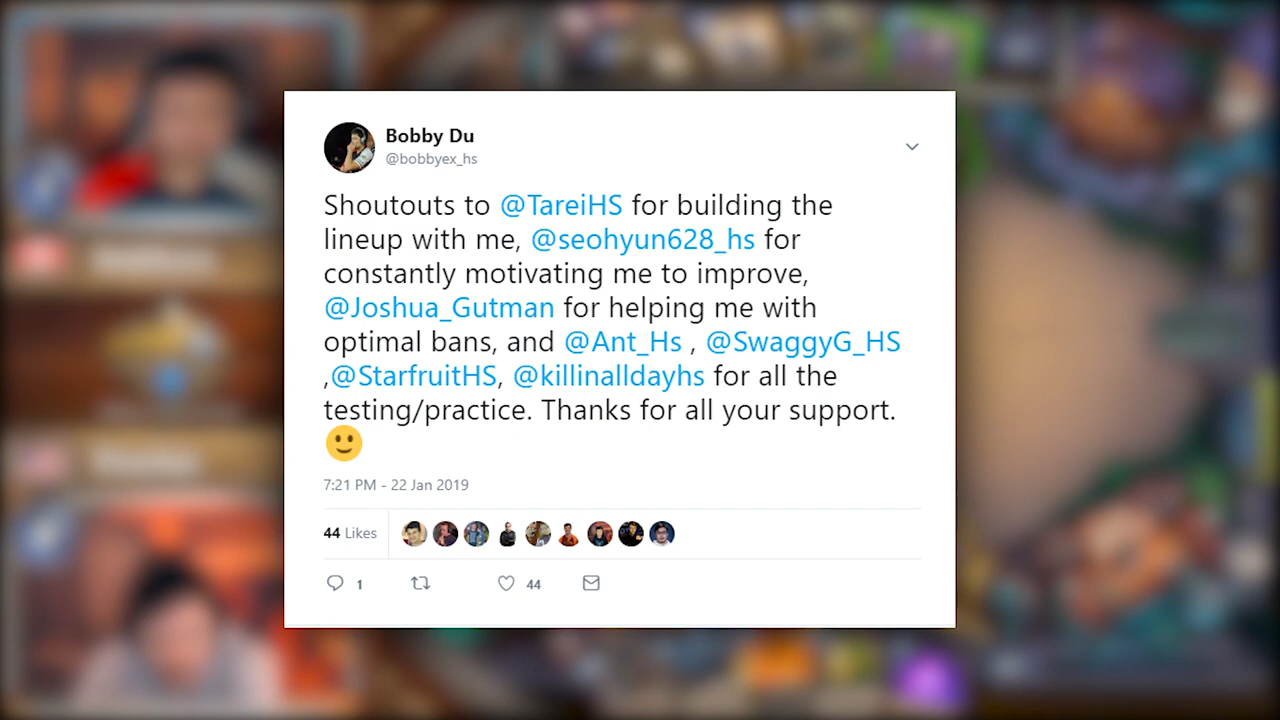 Bobby Du
@bobbyex_hs
Shoutouts to @TareiHS for building the
lineup with me, @seohyun628_hs for
constantly motivating me to improve,
@Joshua_Gutman for helping me with
optimal bans, and @Ant_Hs , @SwaggyG_HS
,@StarfruitHS, @killinalldayhs for all the
testing/practice. Thanks for all your support.
🙂
7:21 PM - 22 Jan 2019
44 Likes
1 44